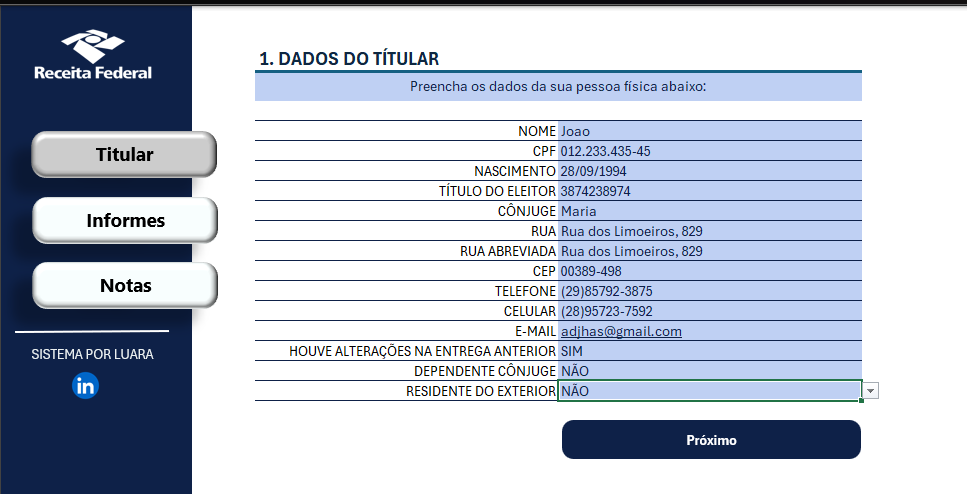 Receita Federal
Titular
Informes
Notas
SISTEMA POR LUARA
in
1. DADOS DO TÍTULAR
Preencha os dados da sua pessoa física abaixo:
NOME Joao
CPF 012.233.435-45
NASCIMENTO 28/09/1994
TÍTULO DO ELEITOR 3874238974
CÔNJUGE Maria
RUA Rua dos Limoeiros, 829
RUA ABREVIADA Rua dos Limoeiros, 829
CEP 00389-498
TELEFONE (29)85792-3875
CELULAR (28)95723-7592
E-MAIL adjhas@gmail.com
HOUVE ALTERAÇÕES NA ENTREGA ANTERIOR SIM
DEPENDENTE CÔNJUGE NÃO
RESIDENTE DO EXTERIOR NÃO
Próximo